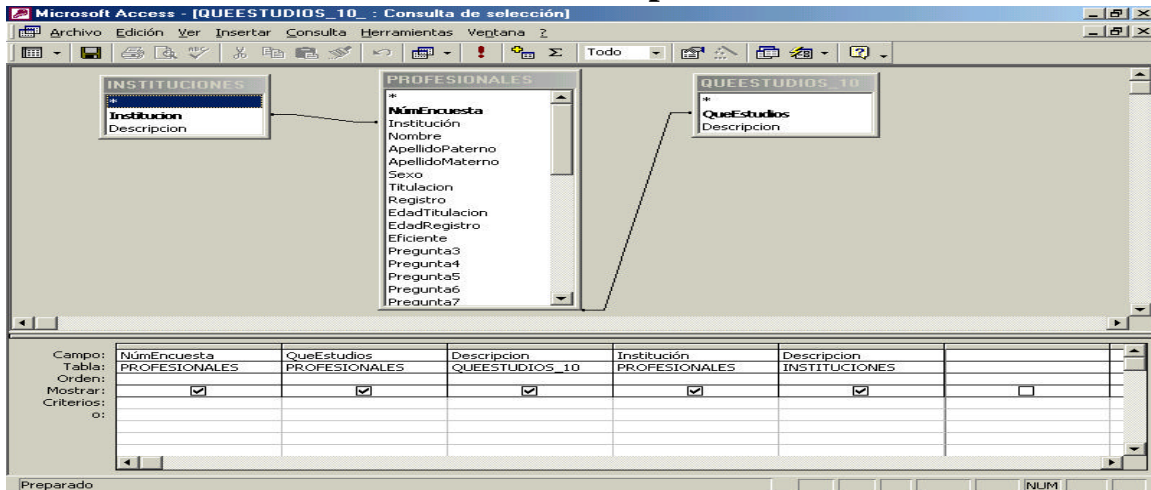 Microsoft Access - [QUEESTUDIOS_10_ : Consulta de selección]
Archivo Edición Ver Insertar Consulta Herramientas Ventana ?
Todo
INSTITUCIONES
*
Institucion
Descripcion
PROFESIONALES
*
NúmEncuesta
Institución
Nombre
ApellidoPaterno
ApellidoMaterno
Sexo
Titulacion
Registro
EdadTitulacion
EdadRegistro
Eficiente
Pregunta3
Pregunta4
Pregunta5
Pregunta6
Pregunta7
QUEESTUDIOS_10
*
QueEstudios
Descripcion
Campo: NúmEncuesta QueEstudios Descripcion Institución Descripcion
Tabla: PROFESIONALES PROFESIONALES QUEESTUDIOS_10 PROFESIONALES INSTITUCIONES
Orden:
Mostrar:
Criterios:
o:
Preparado NUM